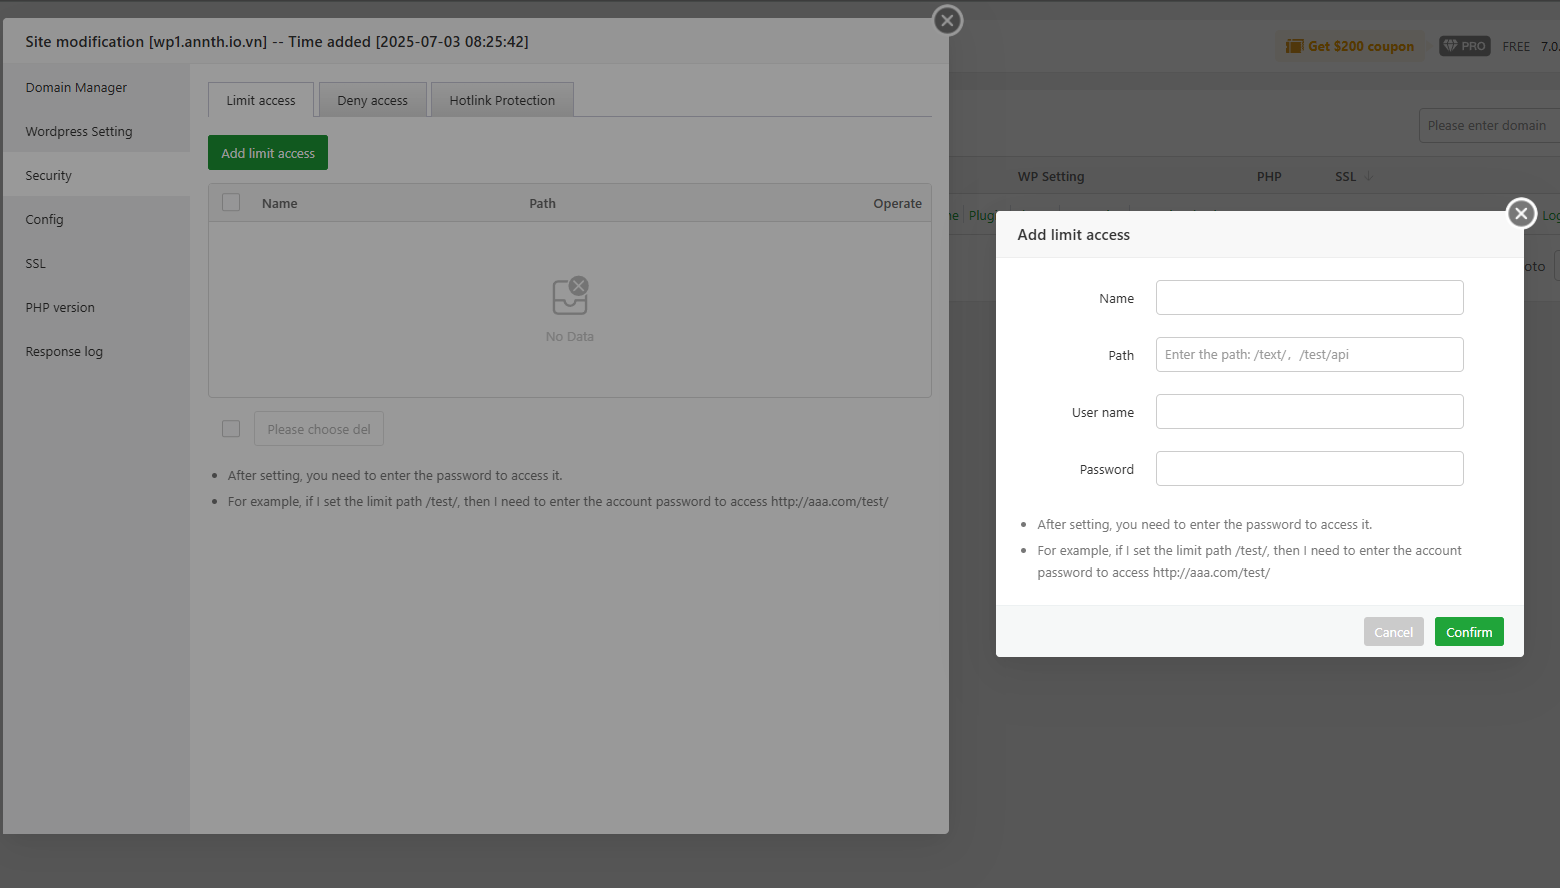 Site modification [wp1.annth.io.vn] -- Time added [2025-07-03 08:25:42]
Get $200 coupon
PRO
FREE
7.0.
Domain Manager
Wordpress Setting
Security
Config
SSL
PHP version
Response log
Limit access
Deny access
Hotlink Protection
Add limit access
Name Path Operate
No Data
Please choose del
After setting, you need to enter the password to access it.
For example, if I set the limit path /test/, then I need to enter the account password to access http://aaa.com/test/
Please enter domain
WP Setting PHP SSL
Add limit access
Name
Path Enter the path: /text/, /test/api
User name
Password
After setting, you need to enter the password to access it.
For example, if I set the limit path /test/, then I need to enter the account
password to access http://aaa.com/test/
Cancel Confirm